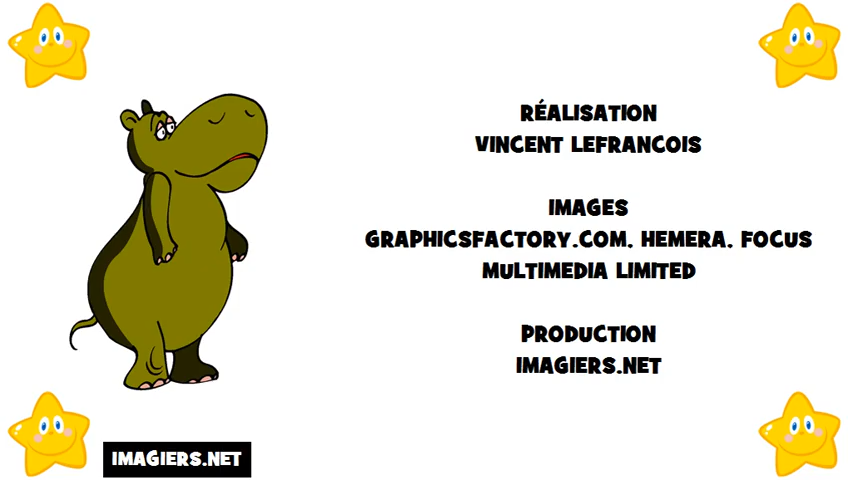 RÉALISATION
VINCENT LEFRANCOIS
IMAGES
GRAPHICSFACTORY.COM, HEMERA, FOCUS
MULTIMEDIA LIMITED
PRODUCTION
IMAGIERS.NET
IMAGIERS.NET